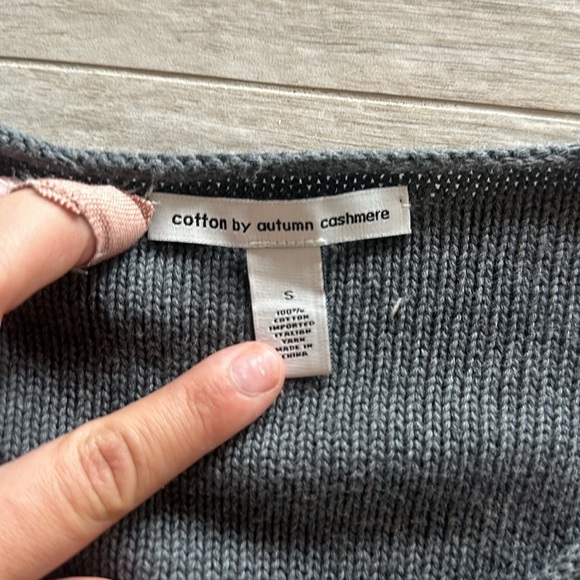 cotton by autumn cashmere
S
100%
COTTON
IMPORTED
ITALIAN
YARN
MADE IN
CHINA